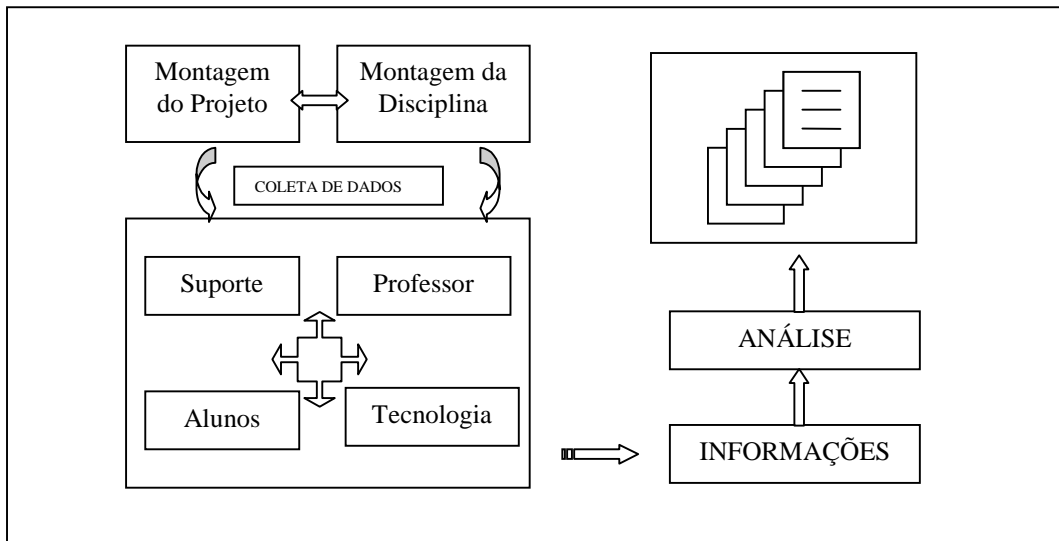 Montagem
do Projeto
Montagem da
Disciplina
COLETA DE DADOS
Suporte
Professor
Alunos
Tecnologia
ANÁLISE
INFORMAÇÕES